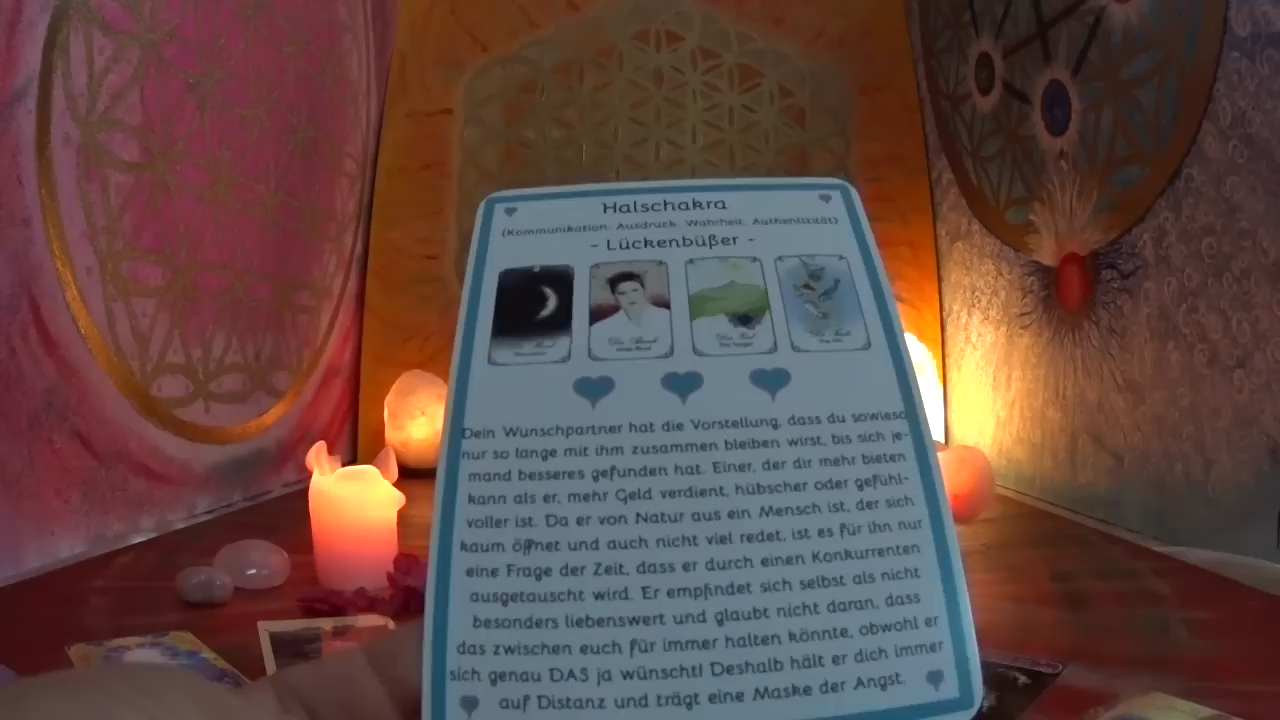 Halschakra
(Kommunikation, Ausdruck, Wahrheit, Authentizität)
- Lückenbüßer -
Dein Wunschpartner hat die Vorstellung, dass du sowieso
nur so lange mit ihm zusammen bleiben wirst, bis sich je-
mand besseres gefunden hat. Einer, der dir mehr bieten
kann als er, mehr Geld verdient, hübscher oder gefühl-
voller ist. Da er von Natur aus ein Mensch ist, der sich
kaum öffnet und auch nicht viel redet, ist es für ihn nur
eine Frage der Zeit, dass er durch einen Konkurrenten
ausgetauscht wird. Er empfindet sich selbst als nicht
besonders liebenswert und glaubt nicht daran, dass
das zwischen euch für immer halten könnte, obwohl er
sich genau DAS ja wünscht! Deshalb hält er dich immer
auf Distanz und trägt eine Maske der Angst.